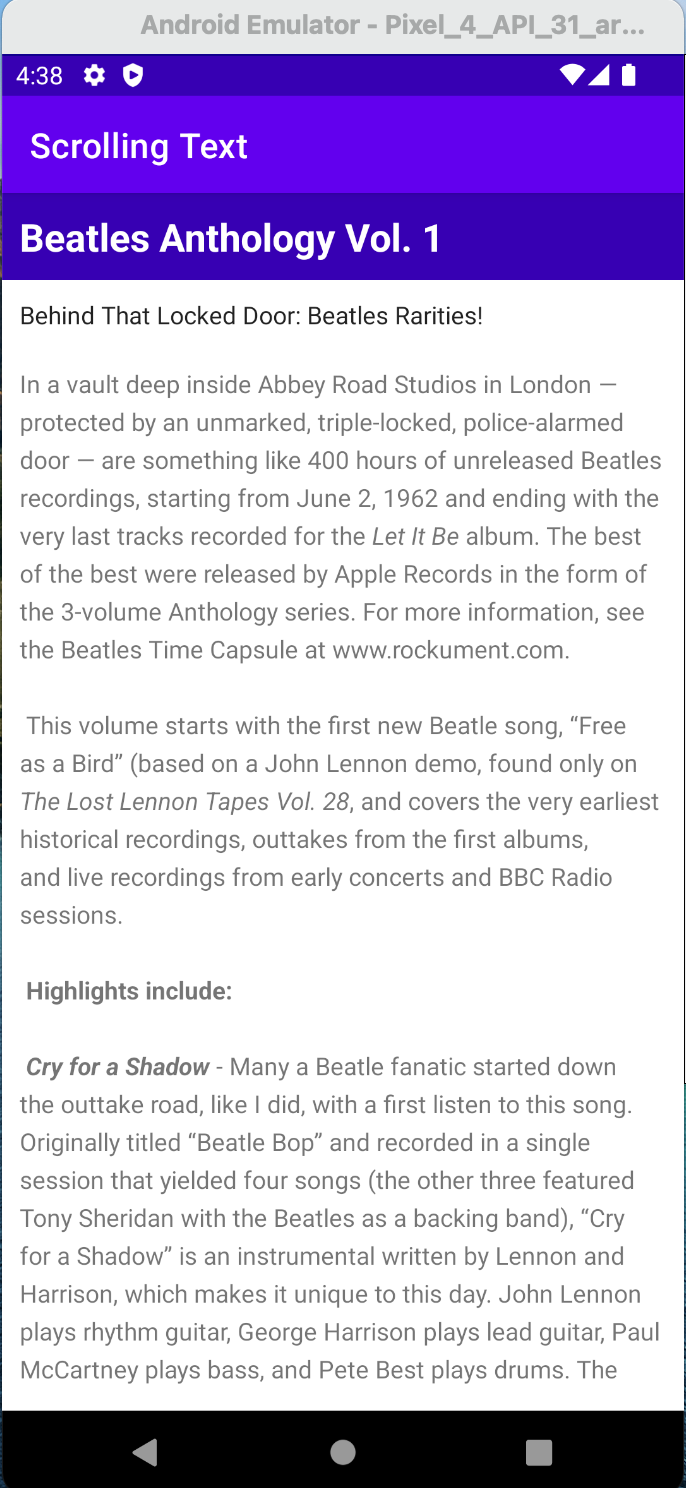 Android Emulator - Pixel_4_API_31_ar...
4:38
Scrolling Text
Beatles Anthology Vol. 1
Behind That Locked Door: Beatles Rarities!
In a vault deep inside Abbey Road Studios in London —
protected by an unmarked, triple-locked, police-alarmed
door — are something like 400 hours of unreleased Beatles
recordings, starting from June 2, 1962 and ending with the
very last tracks recorded for the Let It Be album. The best
of the best were released by Apple Records in the form of
the 3-volume Anthology series. For more information, see
the Beatles Time Capsule at www.rockument.com.
This volume starts with the first new Beatle song, “Free
as a Bird” (based on a John Lennon demo, found only on
The Lost Lennon Tapes Vol. 28, and covers the very earliest
historical recordings, outtakes from the first albums,
and live recordings from early concerts and BBC Radio
sessions.
Highlights include:
Cry for a Shadow - Many a Beatle fanatic started down
the outtake road, like I did, with a first listen to this song.
Originally titled “Beatle Bop” and recorded in a single
session that yielded four songs (the other three featured
Tony Sheridan with the Beatles as a backing band), “Cry
for a Shadow” is an instrumental written by Lennon and
Harrison, which makes it unique to this day. John Lennon
plays rhythm guitar, George Harrison plays lead guitar, Paul
McCartney plays bass, and Pete Best plays drums. The